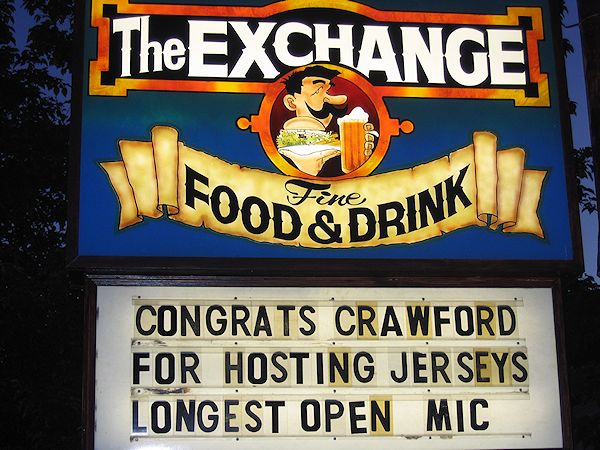 The EXCHANGE
Fine
FOOD & DRINK
CONGRATS CRAWFORD
FOR HOSTING JERSEYS
LONGEST OPEN MIC